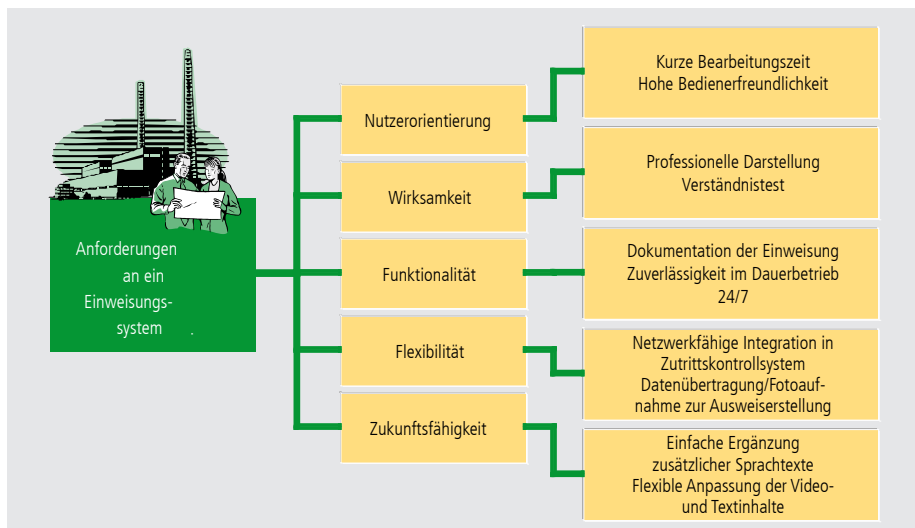 Anforderungen
an ein
Einweisungs-
system .
Nutzerorientierung
Kurze Bearbeitungszeit
Hohe Bedienerfreundlichkeit
Wirksamkeit
Professionelle Darstellung
Verständnistest
Funktionalität
Dokumentation der Einweisung
Zuverlässigkeit im Dauerbetrieb
24/7
Flexibilität
Netzwerkfähige Integration in
Zutrittskontrollsystem
Datenübertragung/Fotoauf-
nahme zur Ausweiserstellung
Zukunftsfähigkeit
Einfache Ergänzung
zusätzlicher Sprachtexte
Flexible Anpassung der Video-
und Textinhalte